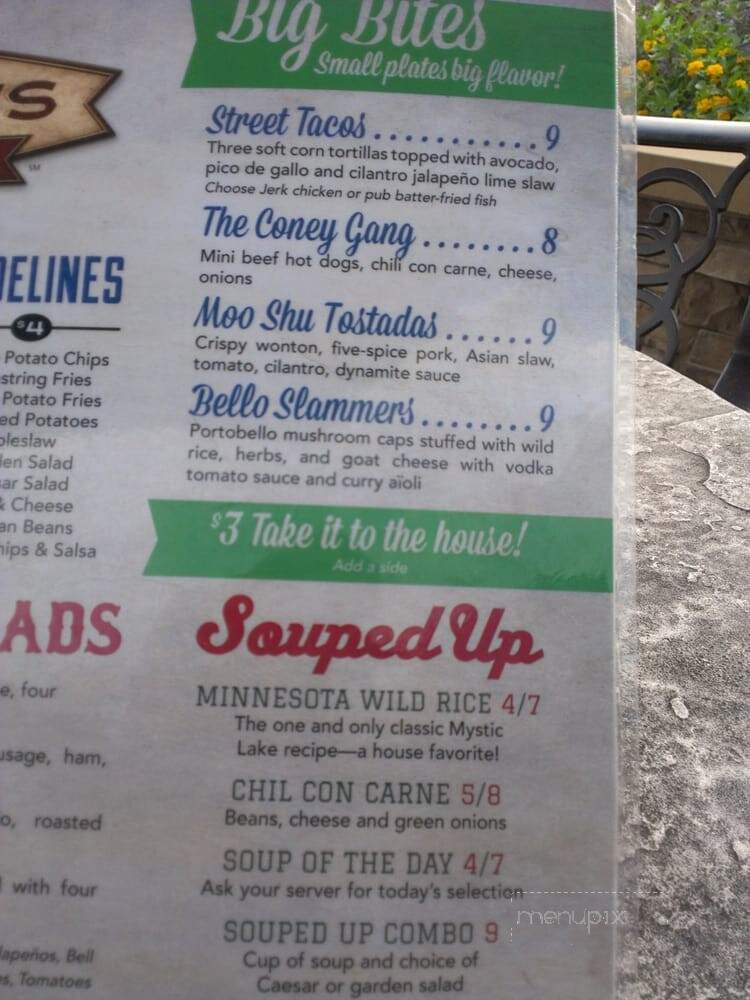 Big Bites
Small plates big flavor!
Street Tacos ........... 9
Three soft corn tortillas topped with avocado,
pico de gallo and cilantro jalapeño lime slaw
Choose Jerk chicken or pub batter-fried fish
The Coney Gang ........ 8
Mini beef hot dogs, chili con carne, cheese,
onions
Moo Shu Tostadas ...... 9
Crispy wonton, five-spice pork, Asian slaw,
tomato, cilantro, dynamite sauce
Bello Slammers ........ 9
Portobello mushroom caps stuffed with wild
rice, herbs, and goat cheese with vodka
tomato sauce and curry aïoli
$3 Take it to the house!
Add a side
Souped Up
MINNESOTA WILD RICE 4/7
The one and only classic Mystic
Lake recipe—a house favorite!
CHIL CON CARNE 5/8
Beans, cheese and green onions
SOUP OF THE DAY 4/7
Ask your server for today's selection
SOUPED UP COMBO 9
Cup of soup and choice of
Caesar or garden salad
SM
DELINES
$4
Potato Chips
string Fries
Potato Fries
ed Potatoes
oleslaw
en Salad
ar Salad
& Cheese
an Beans
hips & Salsa
ADS
e, four
usage, ham,
o, roasted
with four
lapeños, Bell
es, Tomatoes
menupix